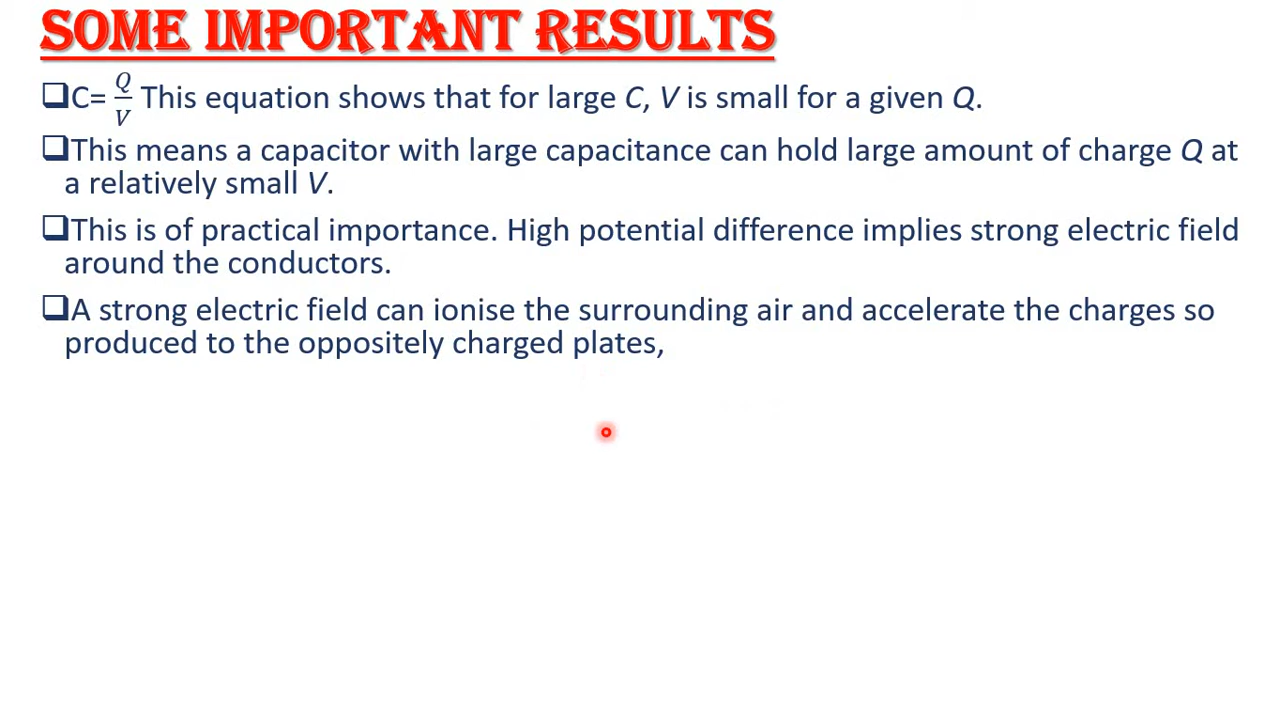 SOME IMPORTANT RESULTS
❑C= Q/V This equation shows that for large C, V is small for a given Q.
❑This means a capacitor with large capacitance can hold large amount of charge Q at
a relatively small V.
❑This is of practical importance. High potential difference implies strong electric field
around the conductors.
❑A strong electric field can ionise the surrounding air and accelerate the charges so
produced to the oppositely charged plates,